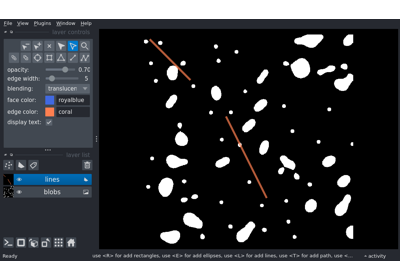 File View Plugins Window Help
layer controls
opacity: 0.70
edge width: 5
blending: translucen
face color: royalblue
edge color: coral
display text:
layer list
lines
blobs
Ready
use <R> for add rectangles, use <E> for add ellipses, use <L> for add lines, use <T> for add path, use <...
activity